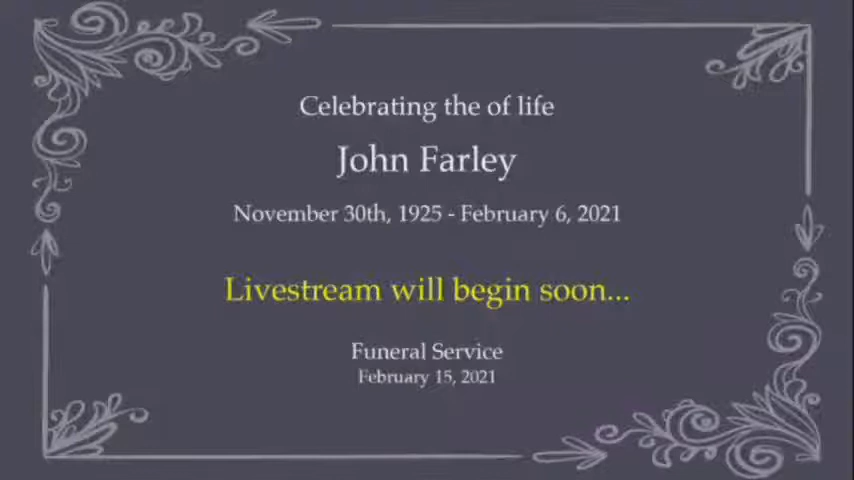 Celebrating the of life
John Farley
November 30th, 1925 - February 6, 2021
Livestream will begin soon...
Funeral Service
February 15, 2021